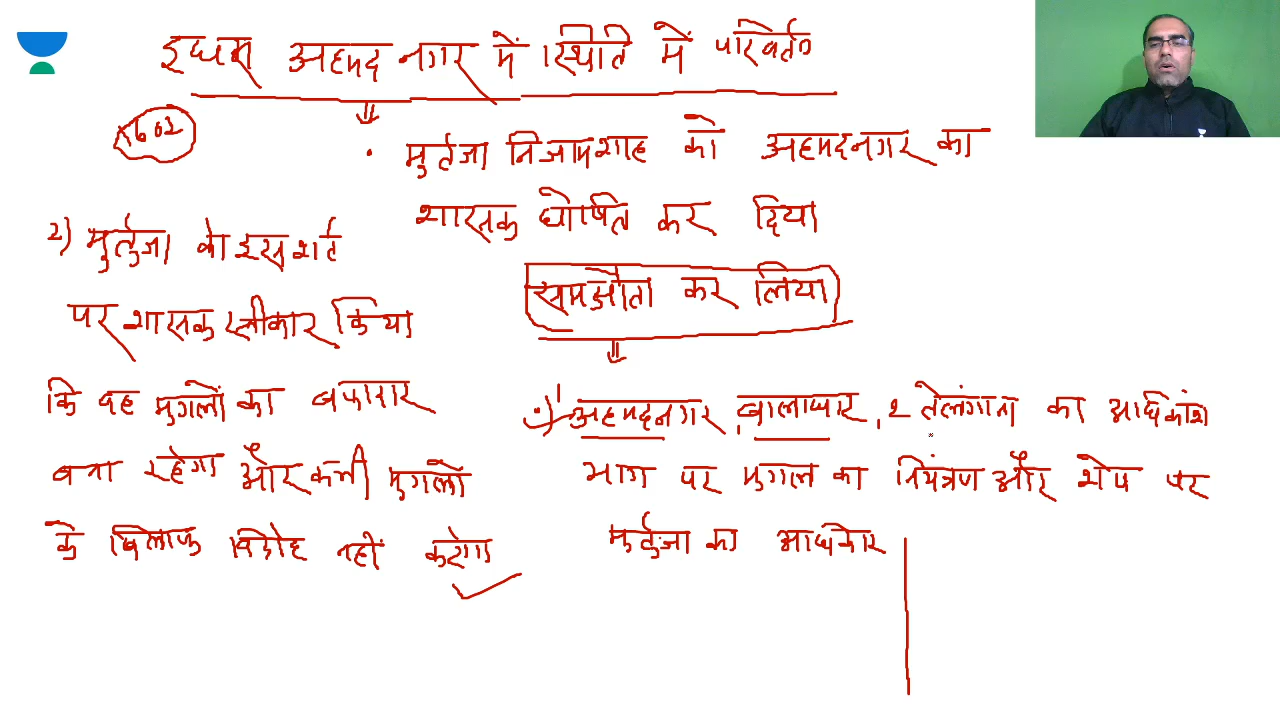 इधर अहमदनगर में स्थिति में परिवर्तन
1601
मुर्तजा निजामशाह को अहमदनगर का
शासक घोषित कर दिया
समझौता कर लिया
1) अहमदनगर, बालाघाट, व तेलंगाना का अधिकांश
भाग पर मुगल का नियंत्रण और शेष पर
मुर्तजा का अधिकार
2) मुर्तजा को इस शर्त
पर शासक स्वीकार किया
कि वह मुगलों का वफादार
बना रहेगा और कभी मुगलों
के खिलाफ विद्रोह नहीं करेगा